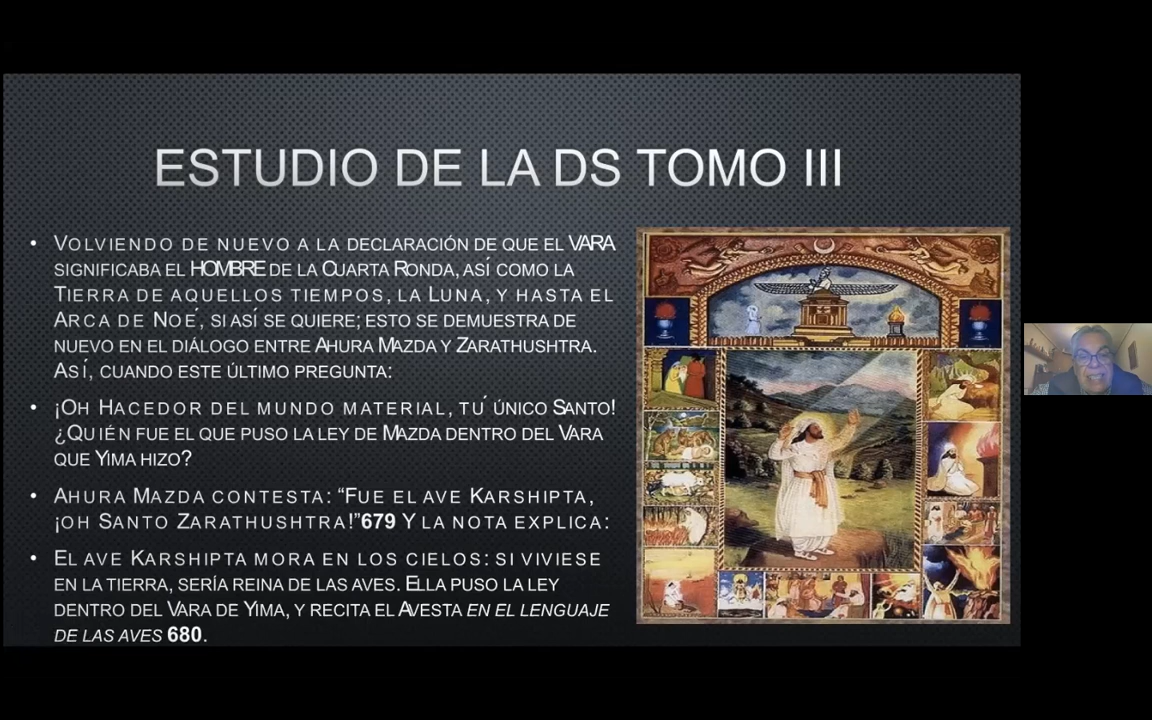 ESTUDIO DE LA DS TOMO III
• VOLVIENDO DE NUEVO A LA DECLARACIÓN DE QUE EL VARA
SIGNIFICABA EL HOMBRE DE LA CUARTA RONDA, ASÍ COMO LA
TIERRA DE AQUELLOS TIEMPOS, LA LUNA, Y HASTA EL
ARCA DE NOÉ, SI ASÍ SE QUIERE; ESTO SE DEMUESTRA DE
NUEVO EN EL DIÁLOGO ENTRE AHURA MAZDA Y ZARATHUSHTRA.
ASÍ, CUANDO ESTE ÚLTIMO PREGUNTA:
• ¡OH HACEDOR DEL MUNDO MATERIAL, TÚ ÚNICO SANTO!
¿QUIÉN FUE EL QUE PUSO LA LEY DE MAZDA DENTRO DEL VARA
QUE YIMA HIZO?
• AHURA MAZDA CONTESTA: “FUE EL AVE KARSHIPTA,
¡OH SANTO ZARATHUSHTRA!”679 Y LA NOTA EXPLICA:
• EL AVE KARSHIPTA MORA EN LOS CIELOS: SI VIVIESE
EN LA TIERRA, SERÍA REINA DE LAS AVES. ELLA PUSO LA LEY
DENTRO DEL VARA DE YIMA, Y RECITA EL AVESTA EN EL LENGUAJE
DE LAS AVES 680.